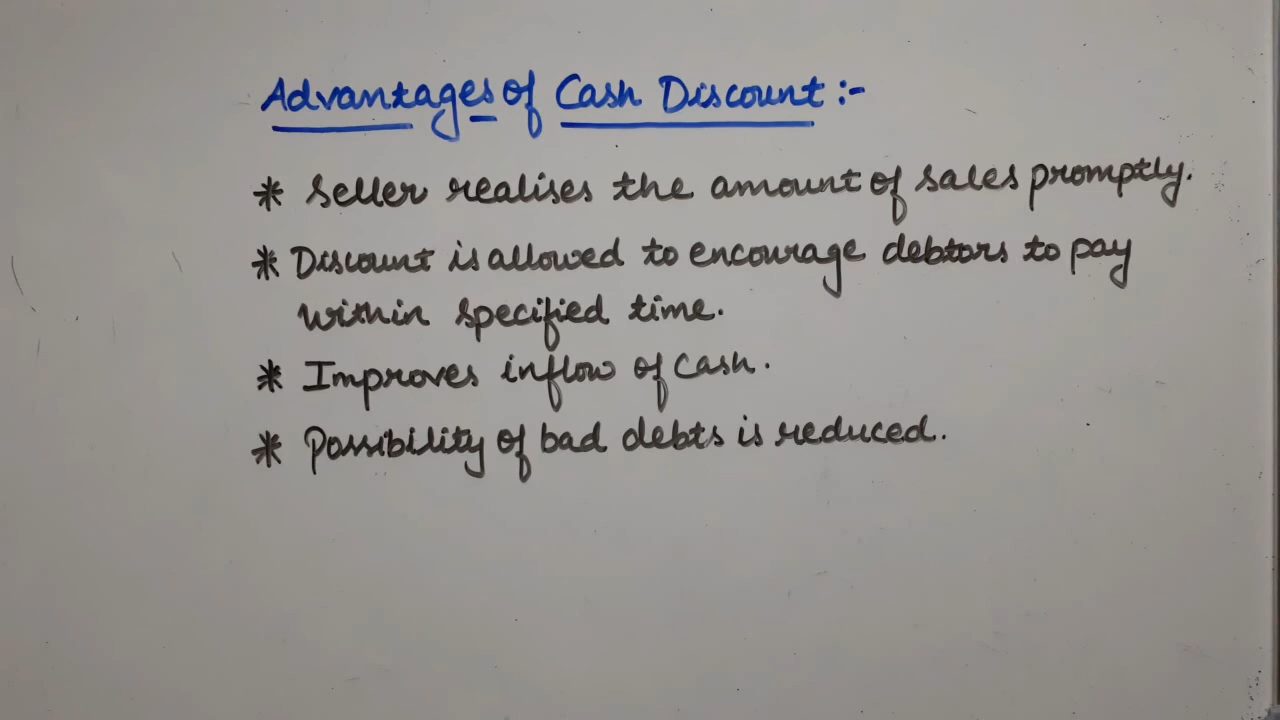 Advantages of Cash Discount :-
* Seller realises the amount of sales promptly.
* Discount is allowed to encourage debtors to pay
within specified time.
* Improves inflow of cash.
* Possibility of bad debts is reduced.